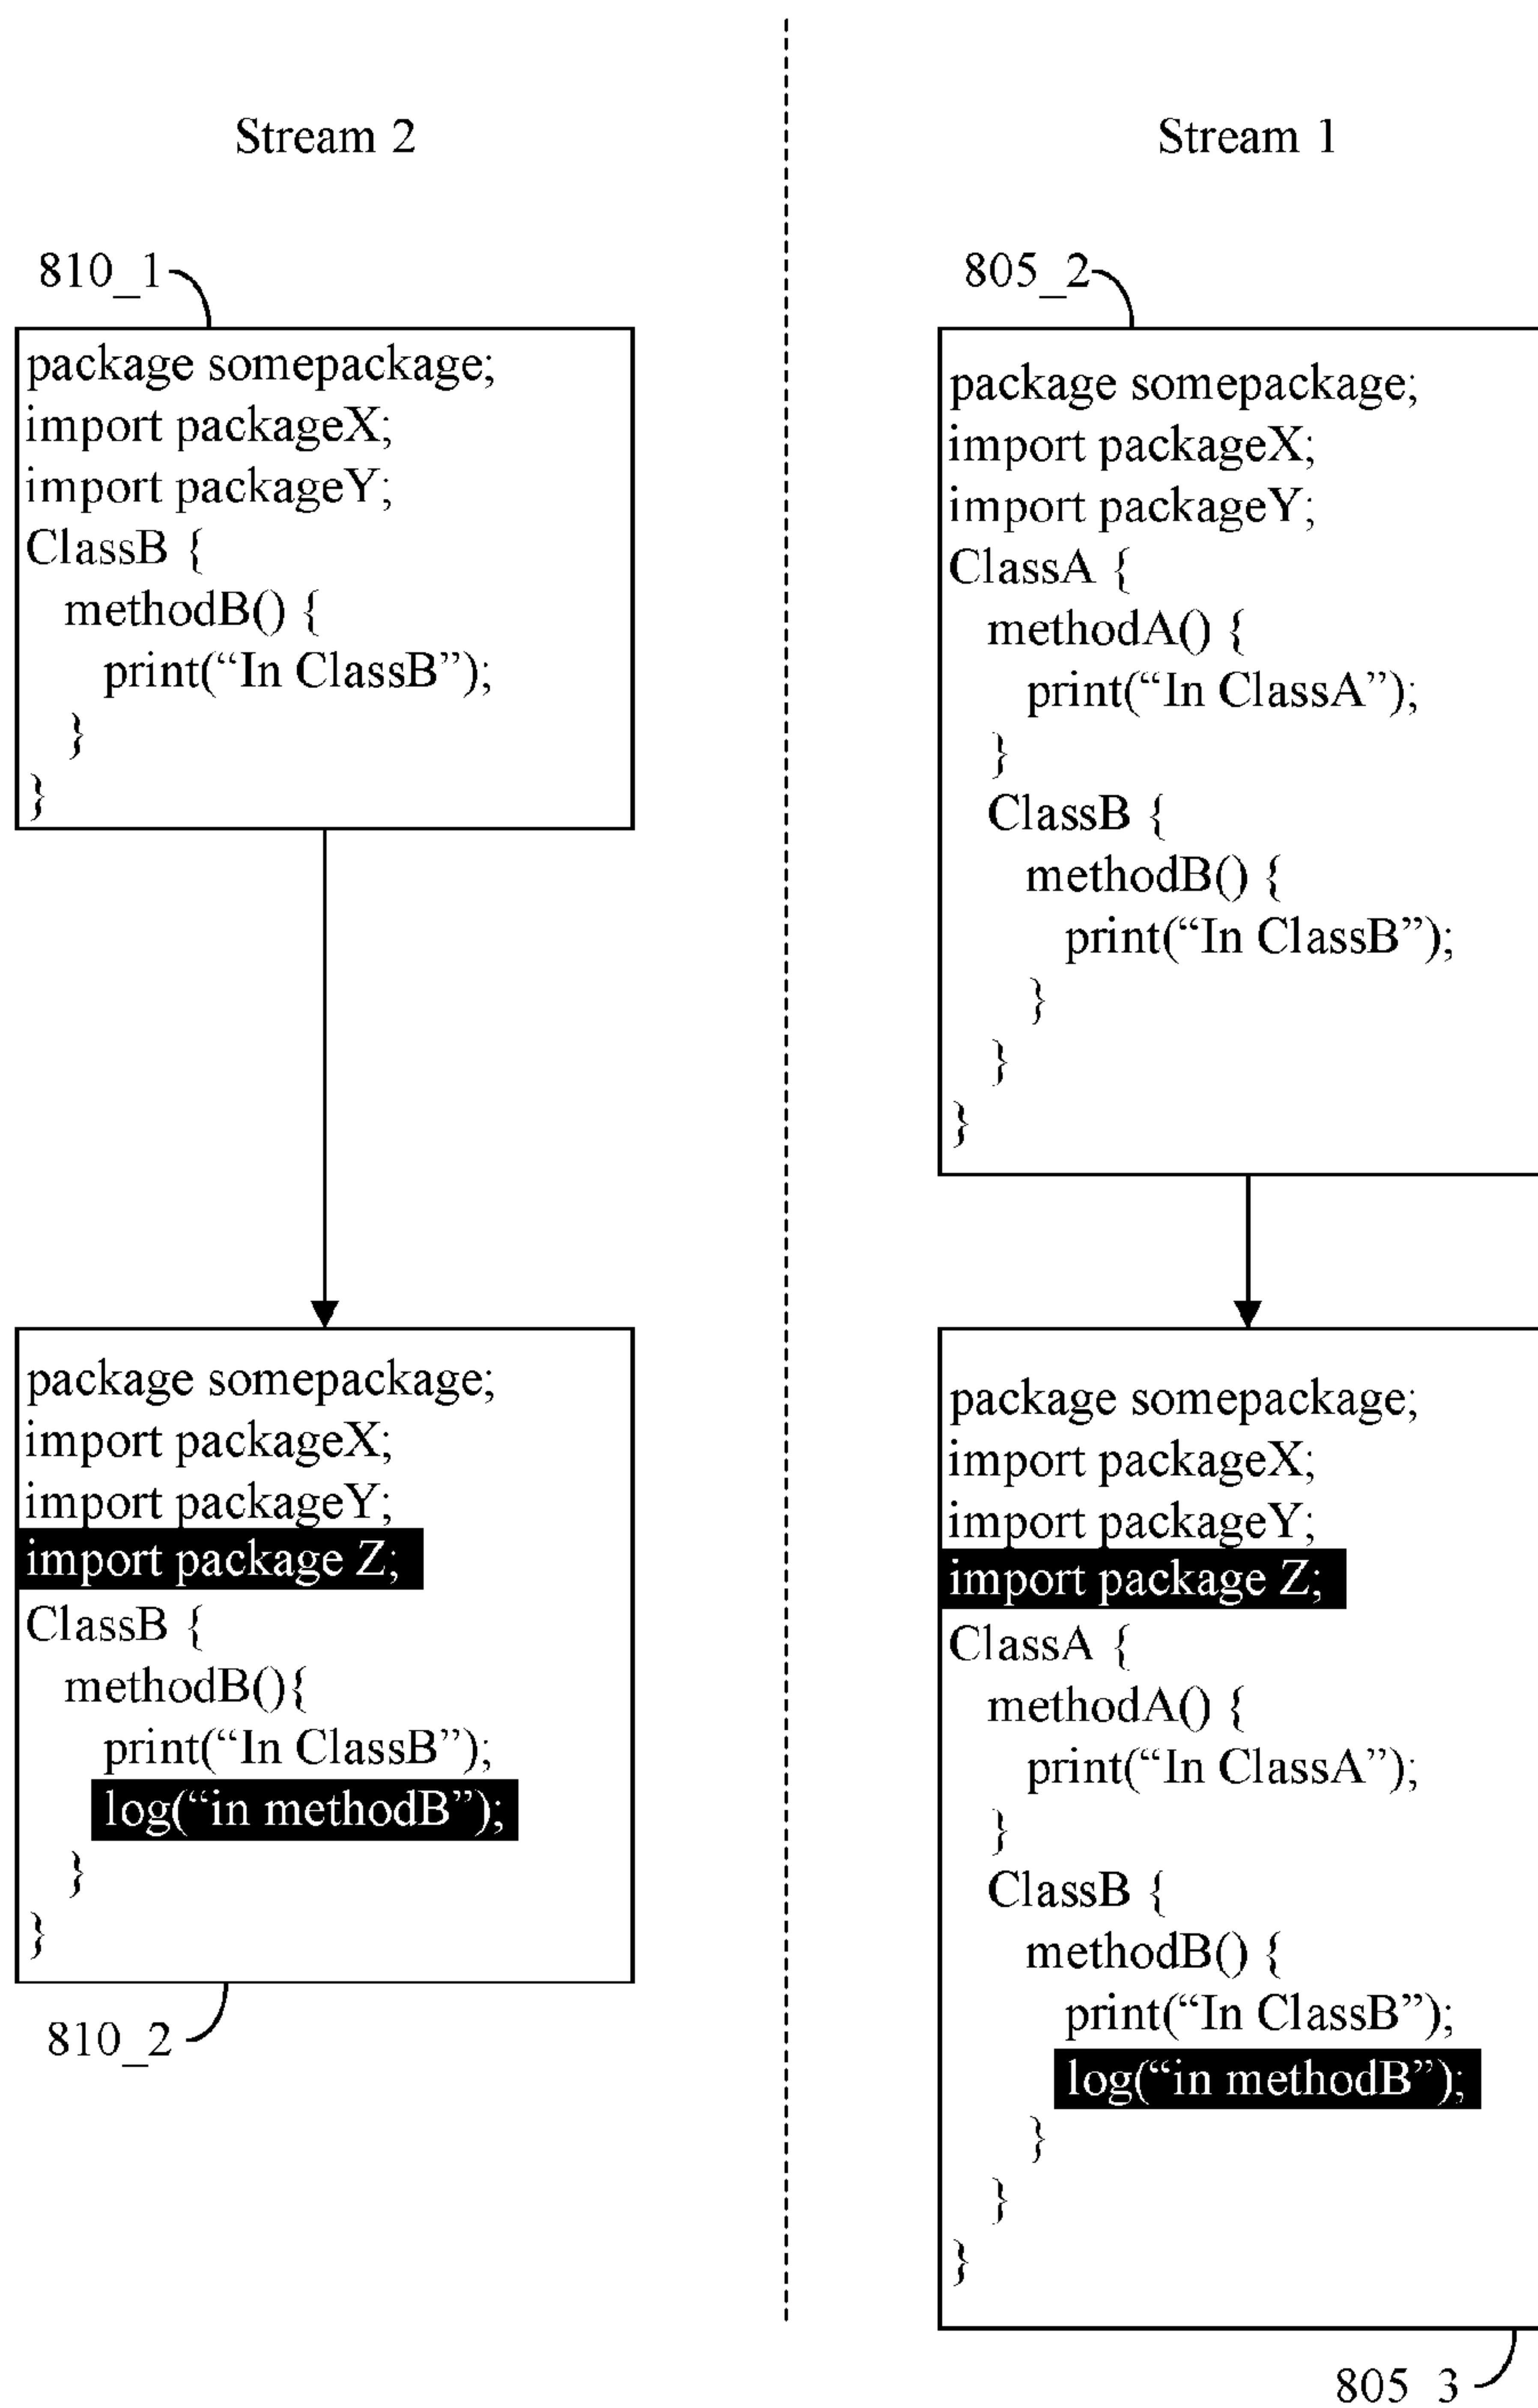 Stream 2
810_1
package somepackage;
import packageX;
import packageY;
ClassB {
methodB() {
print(“In ClassB”);
}
}
package somepackage;
import packageX;
import packageY;
import package Z;
ClassB {
methodB(){
print(“In ClassB”);
log(“in methodB”);
}
}
810_2
Stream 1
805_2
package somepackage;
import packageX;
import packageY;
ClassA {
methodA() {
print(“In ClassA”);
}
ClassB {
methodB() {
print(“In ClassB”);
}
}
}
package somepackage;
import packageX;
import packageY;
import package Z;
ClassA {
methodA() {
print(“In ClassA”);
}
ClassB {
methodB() {
print(“In ClassB”);
log(“in methodB”);
}
}
}
805_3